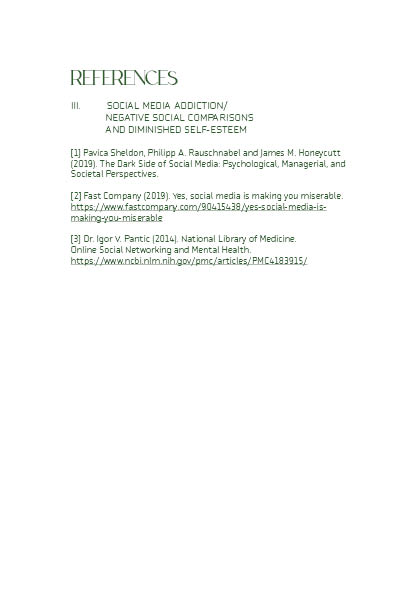 REFERENCES
III. SOCIAL MEDIA ADDICTION/
NEGATIVE SOCIAL COMPARISONS
AND DIMINISHED SELF-ESTEEM
[1] Pavica Sheldon, Philipp A. Rauschnabel and James M. Honeycutt
(2019). The Dark Side of Social Media: Psychological, Managerial, and
Societal Perspectives.
[2] Fast Company (2019). Yes, social media is making you miserable.
https://www.fastcompany.com/90415438/yes-social-media-is-
making-you-miserable
[3] Dr. Igor V. Pantic (2014). National Library of Medicine.
Online Social Networking and Mental Health.
https://www.ncbi.nlm.nih.gov/pmc/articles/PMC4183915/